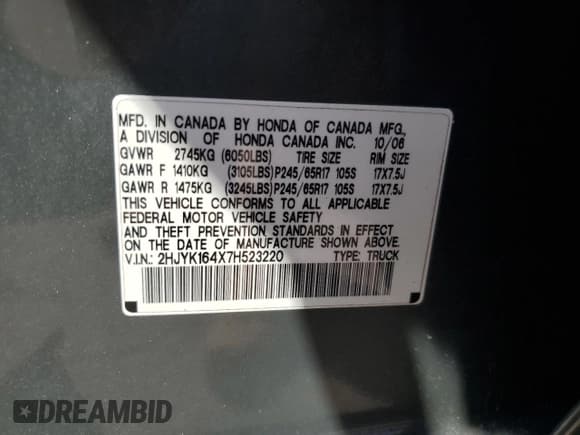 MFD. IN CANADA BY HONDA OF CANADA MFG.,
A DIVISION OF HONDA CANADA INC. 10/06
GVWR 2745KG (6050LBS) TIRE SIZE RIM SIZE
GAWR F 1410KG (3105LBS) P245/65R17 105S 17X7.5J
GAWR R 1475KG (3245LBS) P245/65R17 105S 17X7.5J
THIS VEHICLE CONFORMS TO ALL APPLICABLE
FEDERAL MOTOR VEHICLE SAFETY
AND THEFT PREVENTION STANDARDS IN EFFECT
ON THE DATE OF MANUFACTURE SHOWN ABOVE.
V.I.N.: 2HJYK164X7H523220 TYPE: TRUCK
DREAMBID